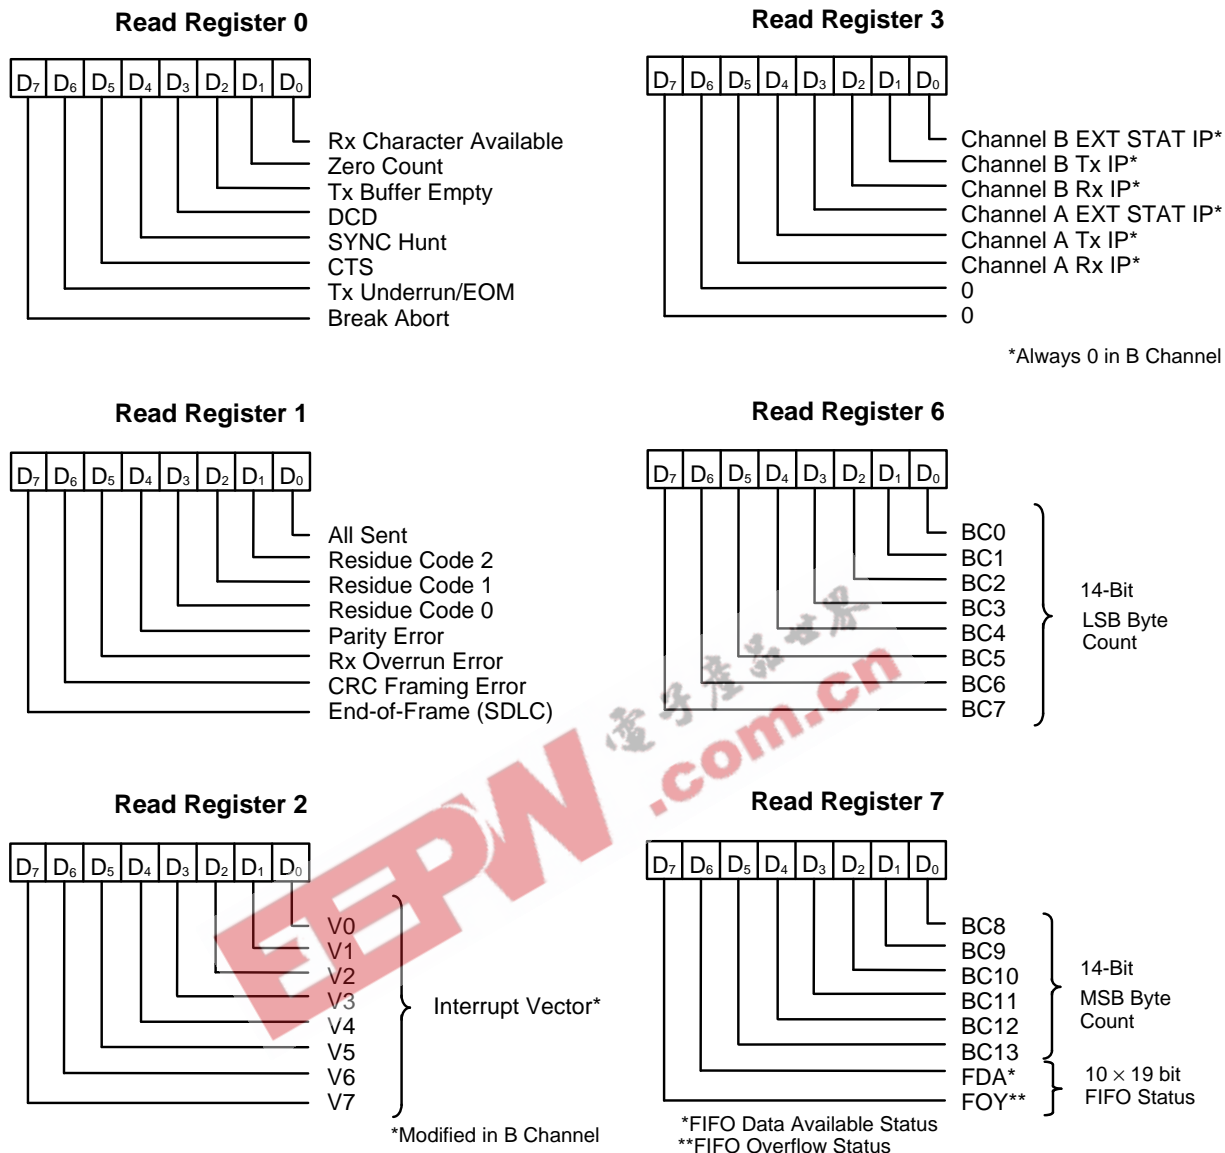 Read Register 0
D7 D6 D5 D4 D3 D2 D1 D0
Rx Character Available
Zero Count
Tx Buffer Empty
DCD
SYNC Hunt
CTS
Tx Underrun/EOM
Break Abort
Read Register 3
D7 D6 D5 D4 D3 D2 D1 D0
Channel B EXT STAT IP*
Channel B Tx IP*
Channel B Rx IP*
Channel A EXT STAT IP*
Channel A Tx IP*
Channel A Rx IP*
0
0
*Always 0 in B Channel
Read Register 1
D7 D6 D5 D4 D3 D2 D1 D0
All Sent
Residue Code 2
Residue Code 1
Residue Code 0
Parity Error
Rx Overrun Error
CRC Framing Error
End-of-Frame (SDLC)
Read Register 6
D7 D6 D5 D4 D3 D2 D1 D0
BC0
BC1
BC2
BC3
BC4
BC5
BC6
BC7
14-Bit
LSB Byte
Count
Read Register 2
D7 D6 D5 D4 D3 D2 D1 D0
V0
V1
V2
V3
V4
V5
V6
V7
Interrupt Vector*
*Modified in B Channel
Read Register 7
D7 D6 D5 D4 D3 D2 D1 D0
BC8
BC9
BC10
BC11
BC12
BC13
FDA*
FOY**
14-Bit
MSB Byte
Count
10 × 19 bit
FIFO Status
*FIFO Data Available Status
**FIFO Overflow Status
EEPW .com.cn
電子產品世界